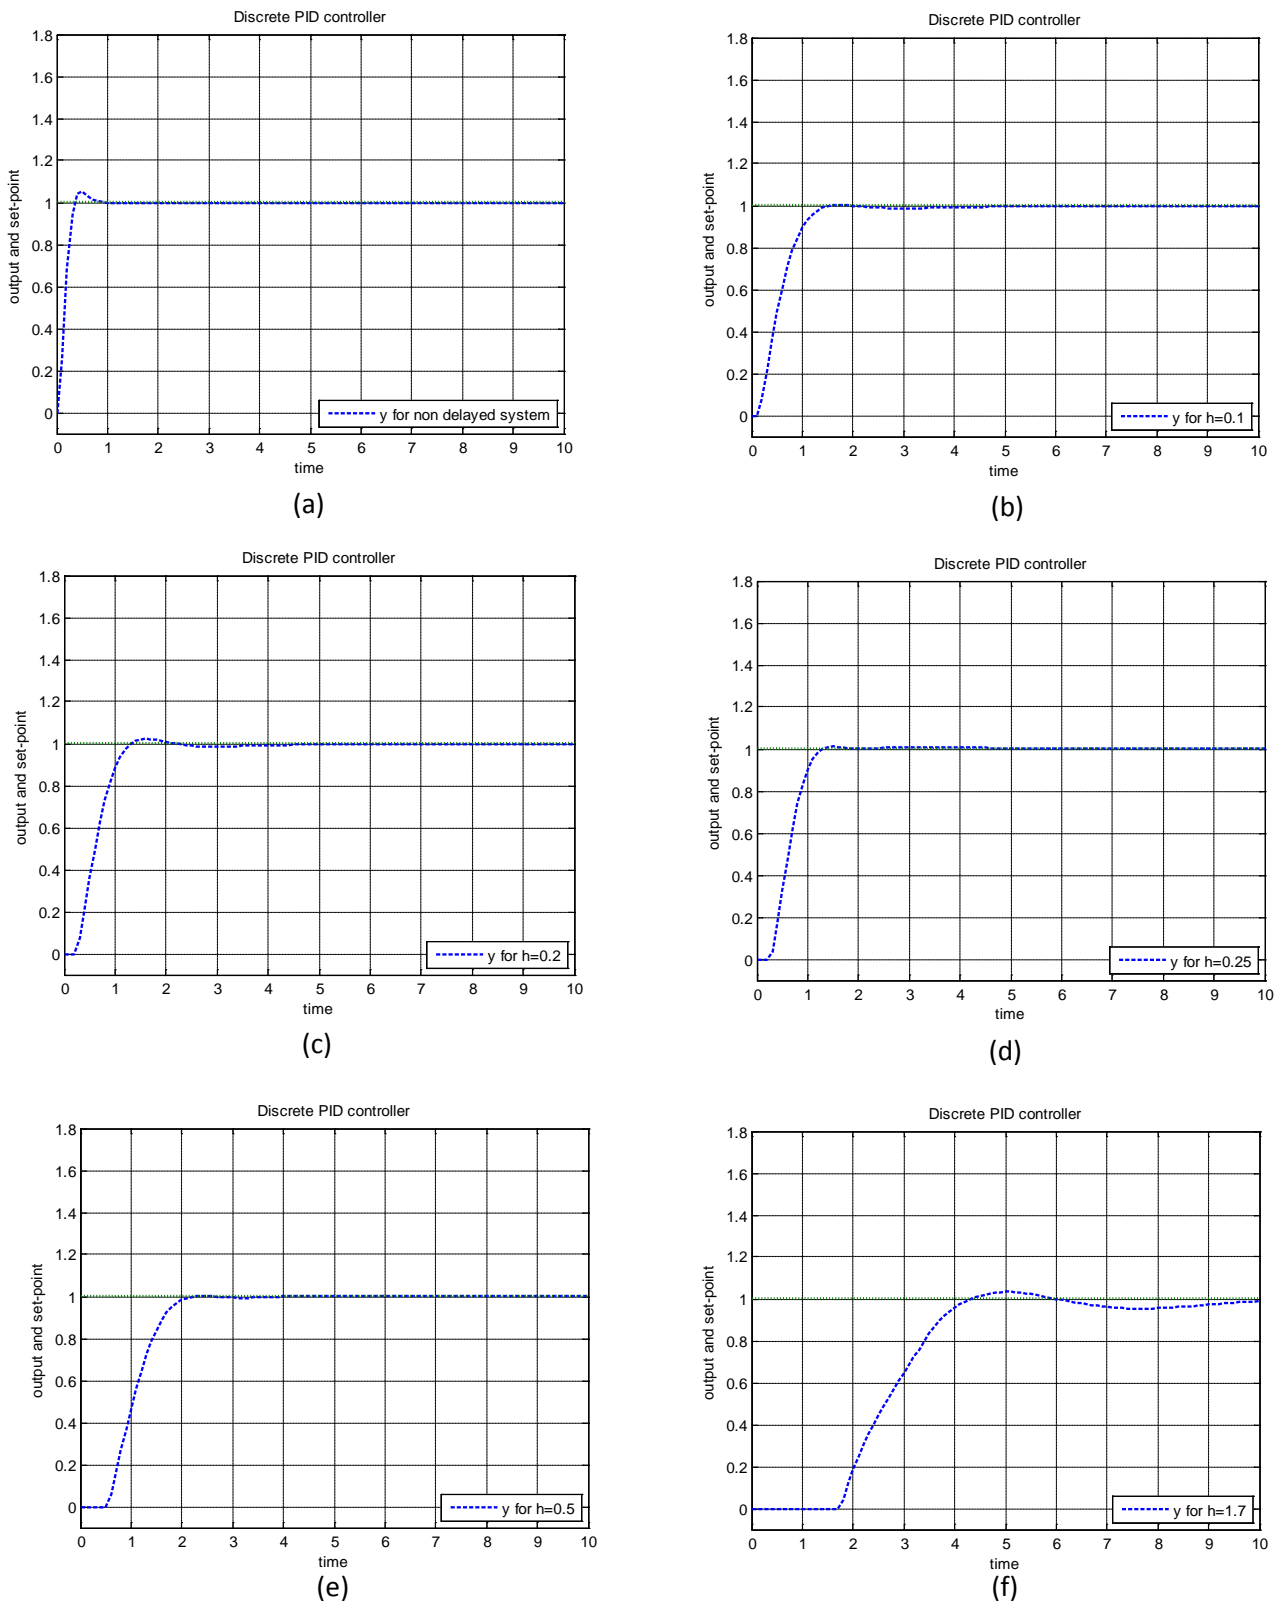 Discrete PID controller
1.8
1.6
1.4
1.2
1
0.8
0.6
0.4
0.2
0
output and set-point
y for non delayed system
0 1 2 3 4 5 6 7 8 9 10
time
(a)
Discrete PID controller
1.8
1.6
1.4
1.2
1
0.8
0.6
0.4
0.2
0
output and set-point
y for h=0.1
0 1 2 3 4 5 6 7 8 9 10
time
(b)
Discrete PID controller
1.8
1.6
1.4
1.2
1
0.8
0.6
0.4
0.2
0
output and set-point
y for h=0.2
0 1 2 3 4 5 6 7 8 9 10
time
(c)
Discrete PID controller
1.8
1.6
1.4
1.2
1
0.8
0.6
0.4
0.2
0
output and set-point
y for h=0.25
0 1 2 3 4 5 6 7 8 9 10
time
(d)
Discrete PID controller
1.8
1.6
1.4
1.2
1
0.8
0.6
0.4
0.2
0
output and set-point
y for h=0.5
0 1 2 3 4 5 6 7 8 9 10
time
(e)
Discrete PID controller
1.8
1.6
1.4
1.2
1
0.8
0.6
0.4
0.2
0
output and set-point
y for h=1.7
0 1 2 3 4 5 6 7 8 9 10
time
(f)